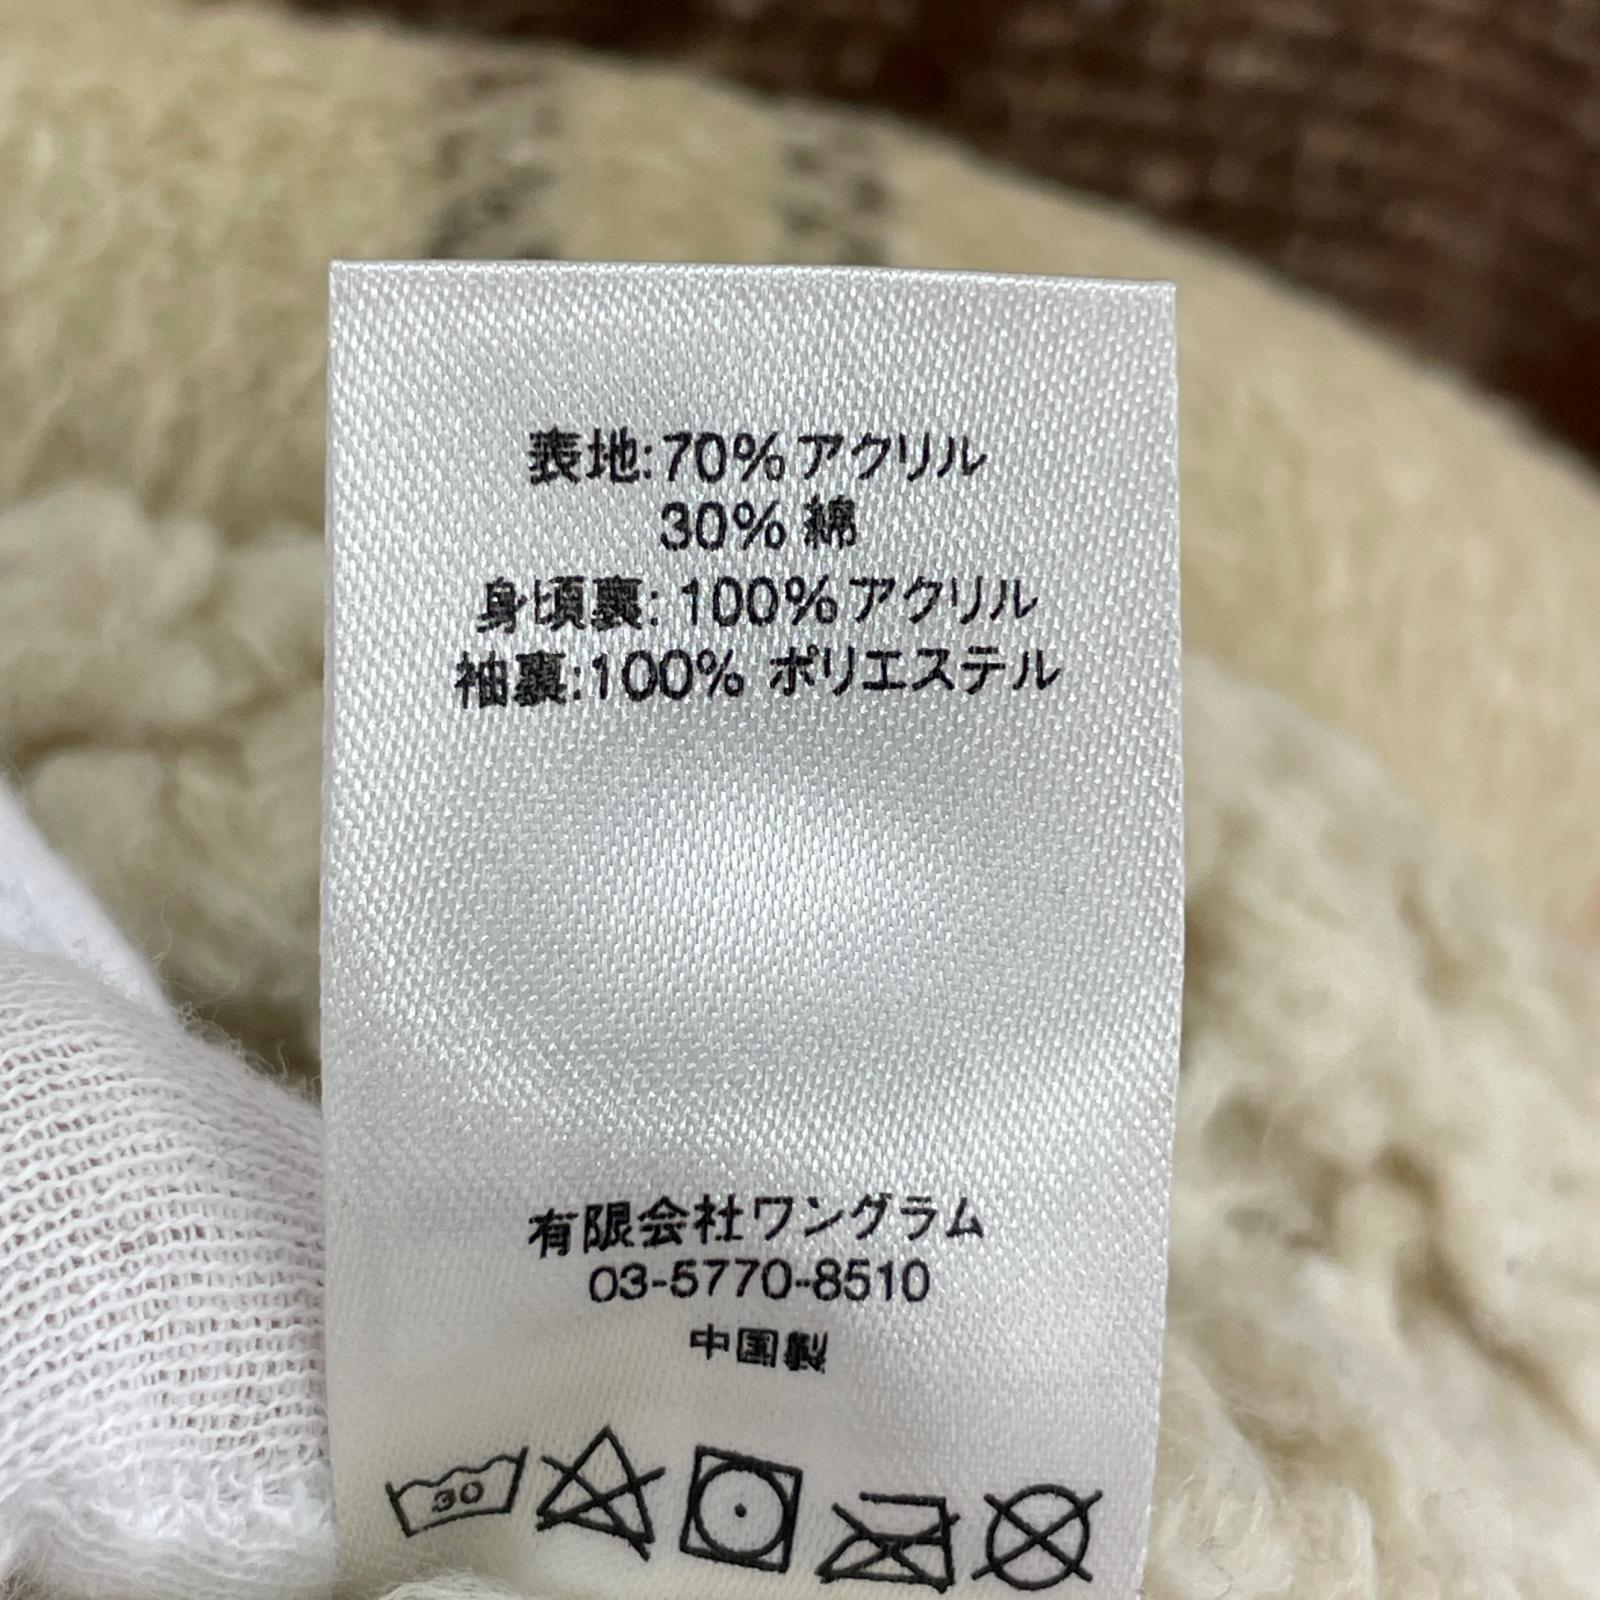 表地:70%アクリル
30% 綿
身頃裏: 100%アクリル
袖裏:100% ポリエステル
有限会社ワングラム
03-5770-8510
中国製
30